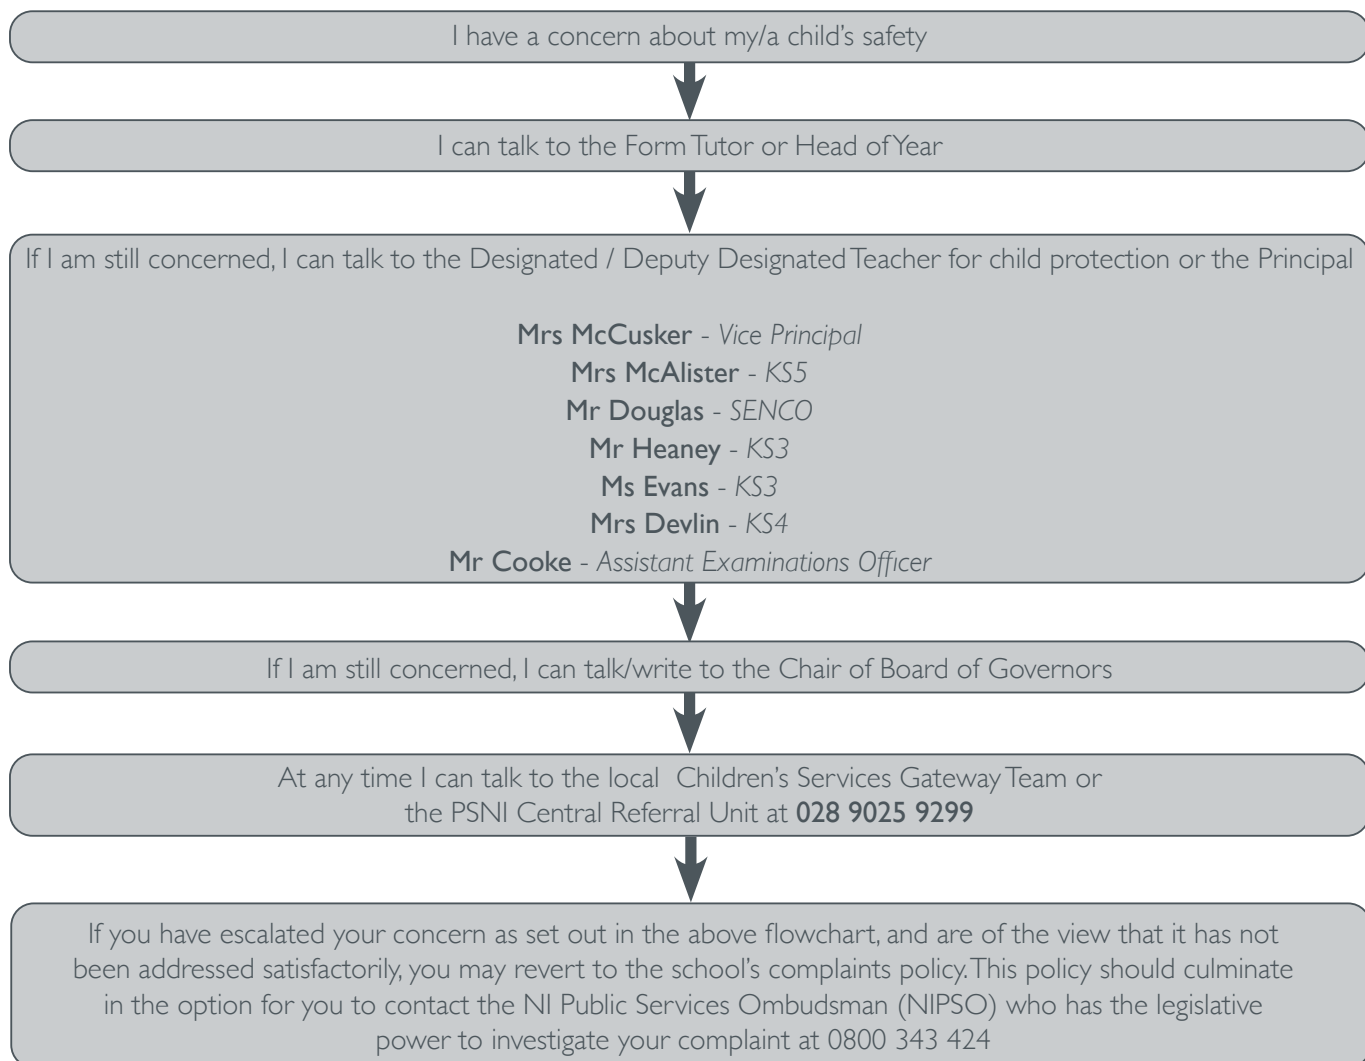 I have a concern about my/a child’s safety
I can talk to the Form Tutor or Head of Year
If I am still concerned, I can talk to the Designated / Deputy Designated Teacher for child protection or the Principal
Mrs McCusker - Vice Principal
Mrs McAlister - KS5
Mr Douglas - SENCO
Mr Heaney - KS3
Ms Evans - KS3
Mrs Devlin - KS4
Mr Cooke - Assistant Examinations Officer
If I am still concerned, I can talk/write to the Chair of Board of Governors
At any time I can talk to the local Children’s Services Gateway Team or
the PSNI Central Referral Unit at 028 9025 9299
If you have escalated your concern as set out in the above flowchart, and are of the view that it has not
been addressed satisfactorily, you may revert to the school’s complaints policy. This policy should culminate
in the option for you to contact the NI Public Services Ombudsman (NIPSO) who has the legislative
power to investigate your complaint at 0800 343 424